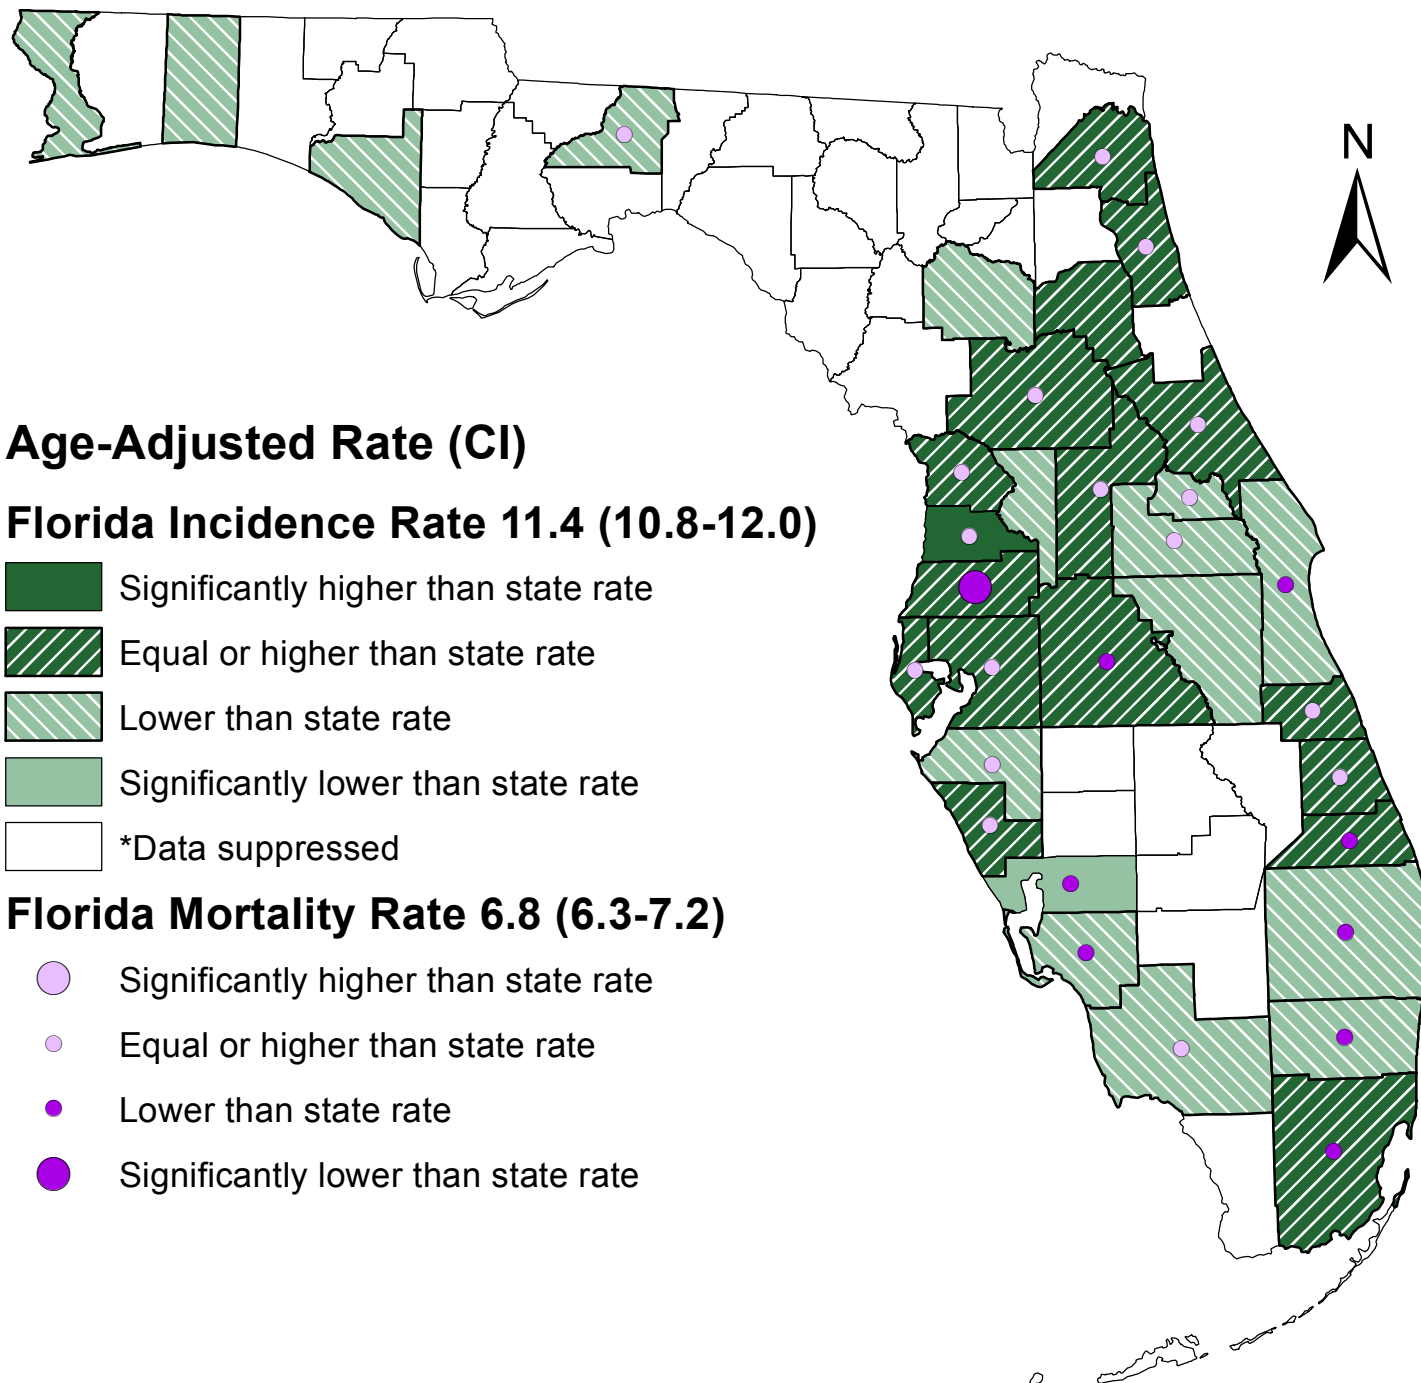 N
Age-Adjusted Rate (CI)
Florida Incidence Rate 11.4 (10.8-12.0)
Significantly higher than state rate
Equal or higher than state rate
Lower than state rate
Significantly lower than state rate
*Data suppressed
Florida Mortality Rate 6.8 (6.3-7.2)
Significantly higher than state rate
Equal or higher than state rate
Lower than state rate
Significantly lower than state rate